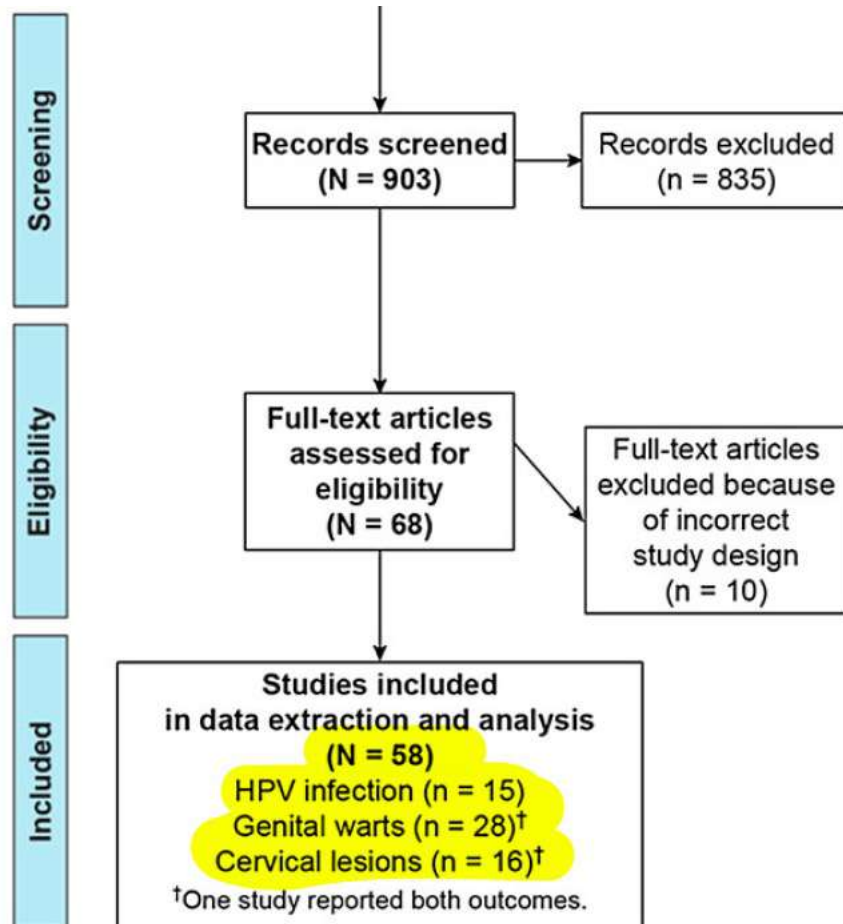 Screening
Records screened
(N = 903)
Records excluded
(n = 835)
Eligibility
Full-text articles
assessed for
eligibility
(N = 68)
Full-text articles
excluded because
of incorrect
study design
(n = 10)
Included
Studies included
in data extraction and analysis
(N = 58)
HPV infection (n = 15)
Genital warts (n = 28)†
Cervical lesions (n = 16)†
†One study reported both outcomes.